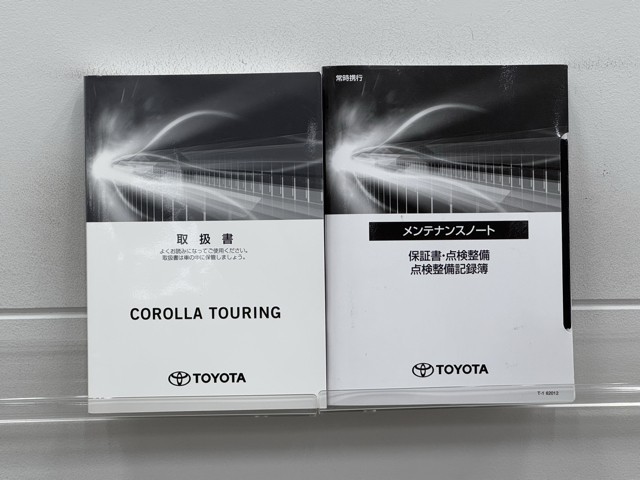 取扱書
よくお読みになってご使用ください。
取扱書は車の中に保管しましょう。
COROLLA TOURING
TOYOTA
常時携行
メンテナンスノート
保証書・点検整備
点検整備記録簿
TOYOTA
T-1 62012